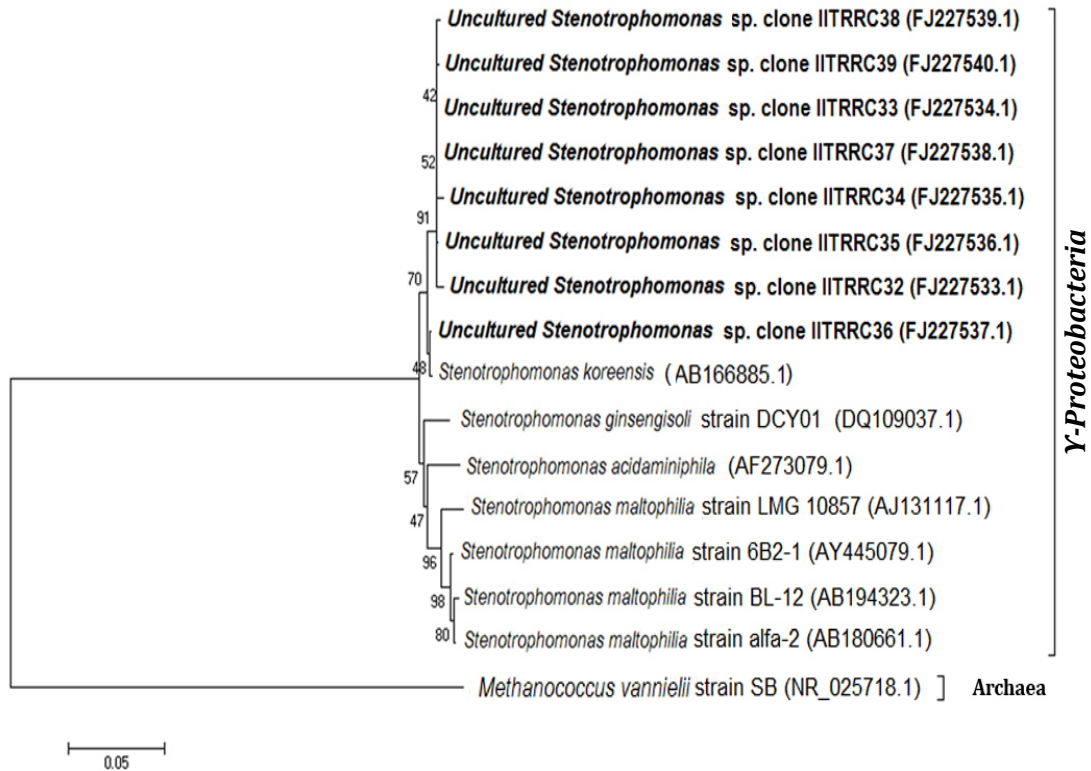 Uncultured Stenotrophomonas sp. clone IITRRC38 (FJ227539.1)
Uncultured Stenotrophomonas sp. clone IITRRC39 (FJ227540.1)
42
Uncultured Stenotrophomonas sp. clone IITRRC33 (FJ227534.1)
52
Uncultured Stenotrophomonas sp. clone IITRRC37 (FJ227538.1)
Uncultured Stenotrophomonas sp. clone IITRRC34 (FJ227535.1)
91
Uncultured Stenotrophomonas sp. clone IITRRC35 (FJ227536.1)
70
Uncultured Stenotrophomonas sp. clone IITRRC32 (FJ227533.1)
Uncultured Stenotrophomonas sp. clone IITRRC36 (FJ227537.1)
48
Stenotrophomonas koreensis (AB166885.1)
Stenotrophomonas ginsengisoli strain DCY01 (DQ109037.1)
Stenotrophomonas acidaminiphila (AF273079.1)
57
Stenotrophomonas maltophilia strain LMG 10857 (AJ131117.1)
47
Stenotrophomonas maltophilia strain 6B2-1 (AY445079.1)
96
Stenotrophomonas maltophilia strain BL-12 (AB194323.1)
98
Stenotrophomonas maltophilia strain alfa-2 (AB180661.1)
80
ϒ-Proteobacteria
Methanococcus vannielii strain SB (NR_025718.1)
Archaea
0.05